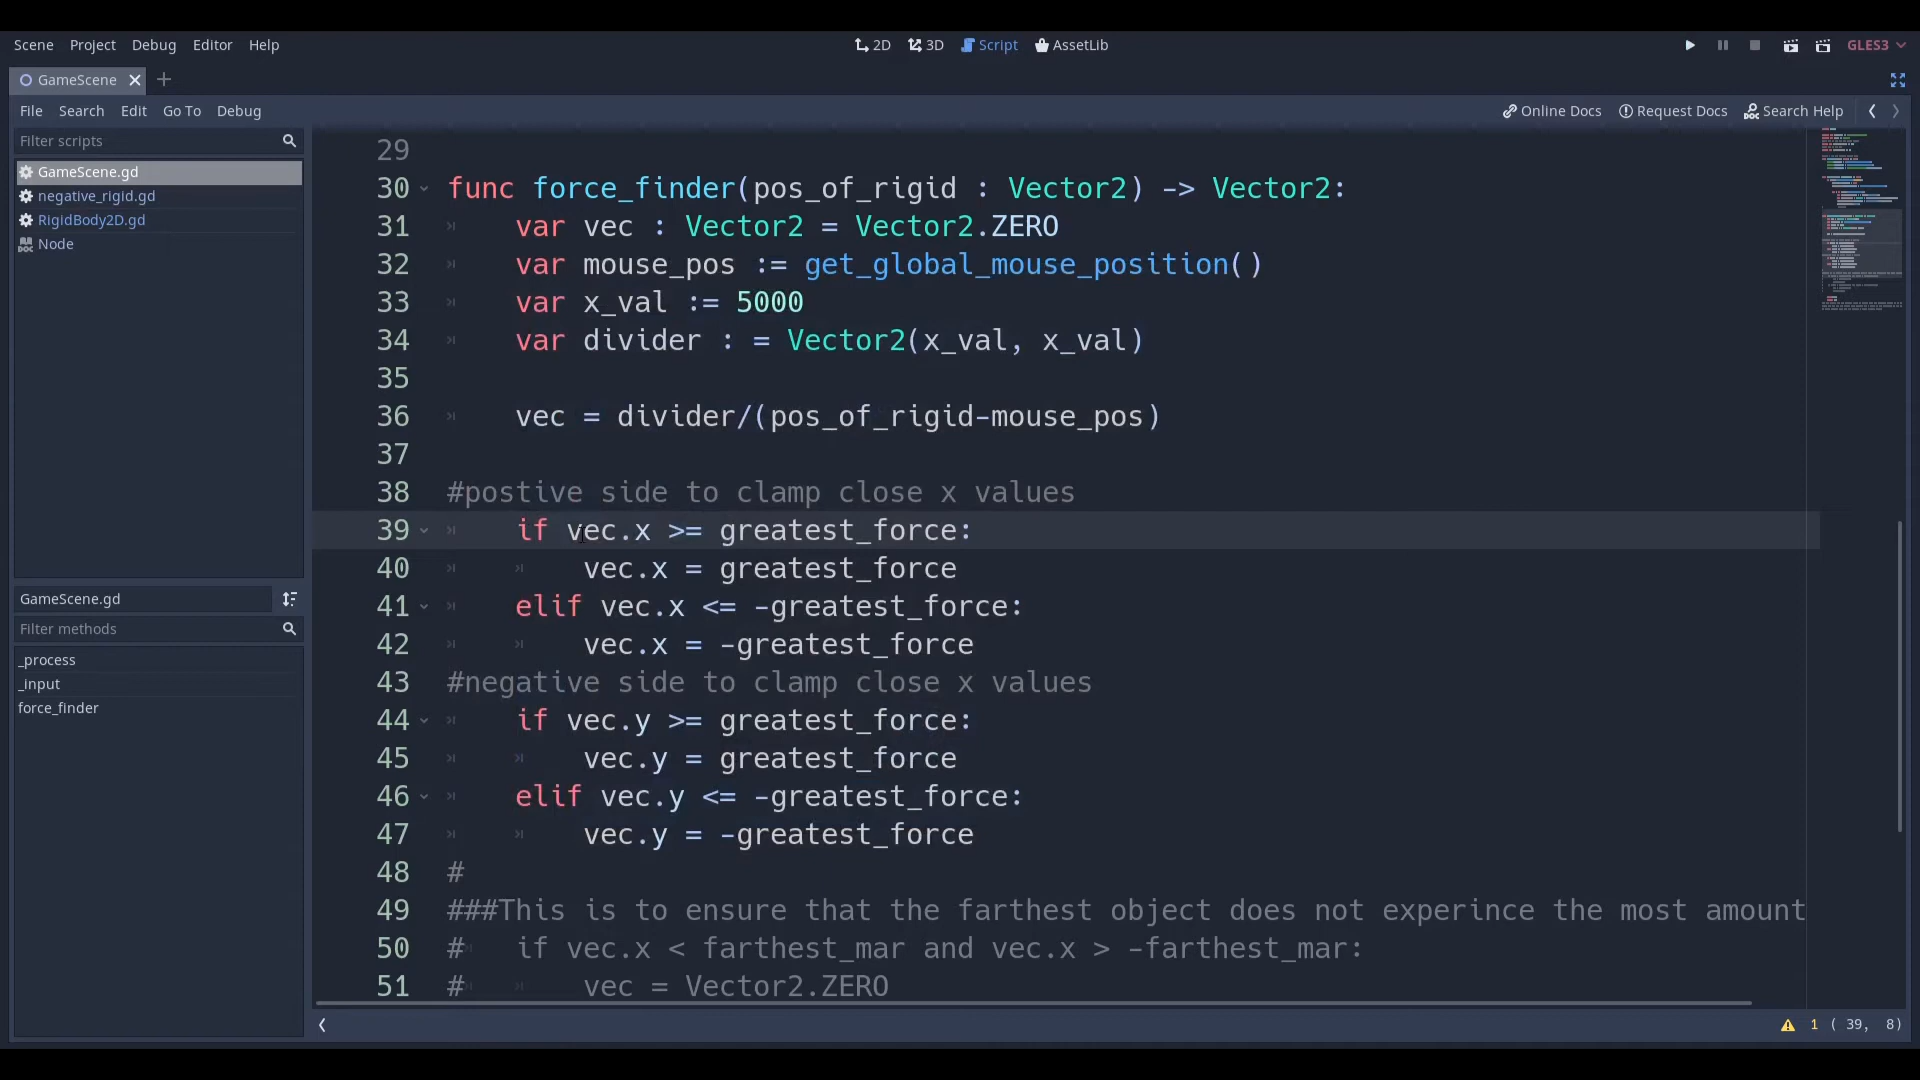 Scene Project Debug Editor Help
2D 3D Script AssetLib
GLES3
GameScene
File Search Edit Go To Debug
Online Docs Request Docs Search Help
Filter scripts
GameScene.gd
negative_rigid.gd
RigidBody2D.gd
Node
GameScene.gd
Filter methods
_process
_input
force_finder
29
30 func force_finder(pos_of_rigid : Vector2) -> Vector2:
31 var vec : Vector2 = Vector2.ZERO
32 var mouse_pos := get_global_mouse_position()
33 var x_val := 5000
34 var divider : = Vector2(x_val, x_val)
35
36 vec = divider/(pos_of_rigid-mouse_pos)
37
38 #postive side to clamp close x values
39 if vec.x >= greatest_force:
40 vec.x = greatest_force
41 elif vec.x <= -greatest_force:
42 vec.x = -greatest_force
43 #negative side to clamp close x values
44 if vec.y >= greatest_force:
45 vec.y = greatest_force
46 elif vec.y <= -greatest_force:
47 vec.y = -greatest_force
48 #
49 ###This is to ensure that the farthest object does not experince the most amount
50 # if vec.x < farthest_mar and vec.x > -farthest_mar:
51 # vec = Vector2.ZERO
1 ( 39, 8)